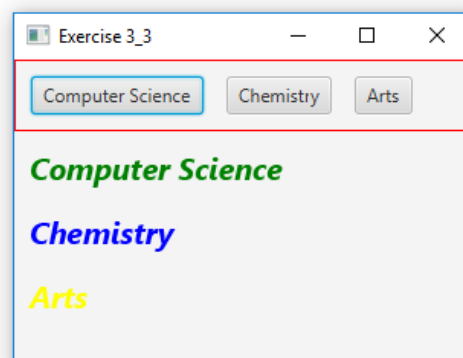 Exercise 3_3
Computer Science Chemistry Arts
Computer Science
Chemistry
Arts